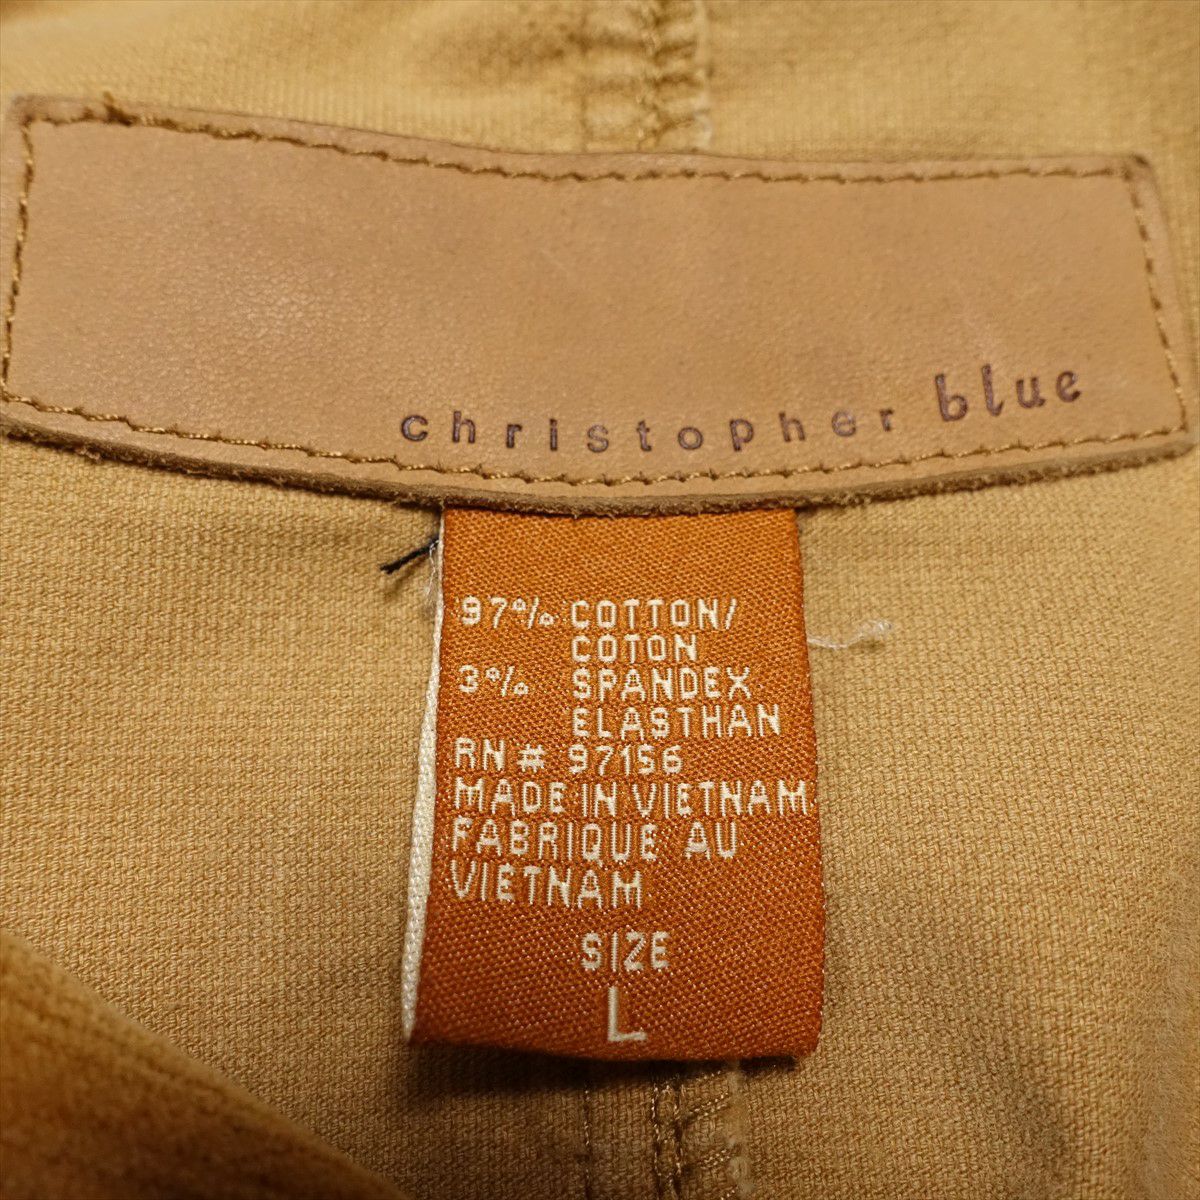 christopher blue
97% COTTON/
COTON
3% SPANDEX
ELASTHAN
RN # 97156
MADE IN VIETNAM
FABRIQUE AU
VIETNAM
SIZE
L